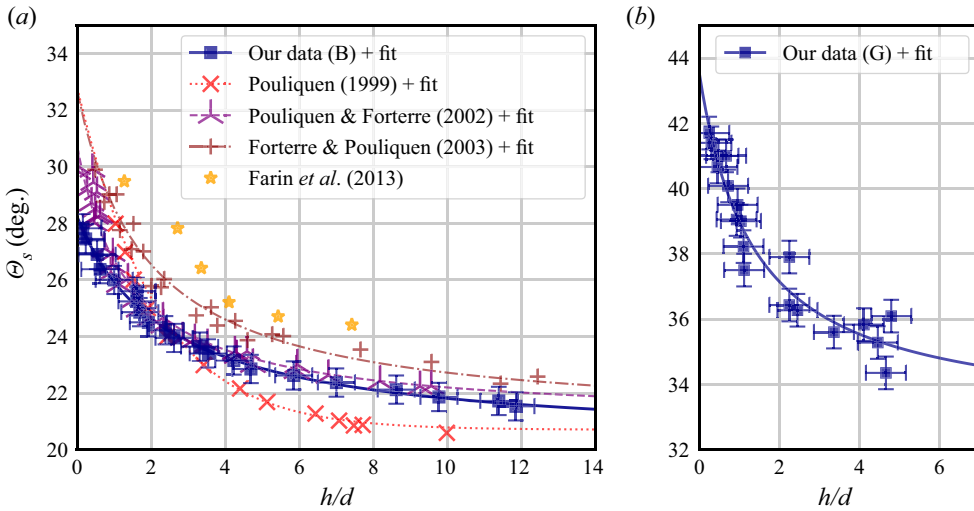 (a)
Our data (B) + fit
Pouliquen (1999) + fit
Pouliquen & Forterre (2002) + fit
Forterre & Pouliquen (2003) + fit
Farin et al. (2013)
34
32
30
28
26
24
22
20
Θs (deg.)
0 2 4 6 8 10 12 14
h/d
(b)
Our data (G) + fit
44
42
40
38
36
34
32
0 2 4 6
h/d